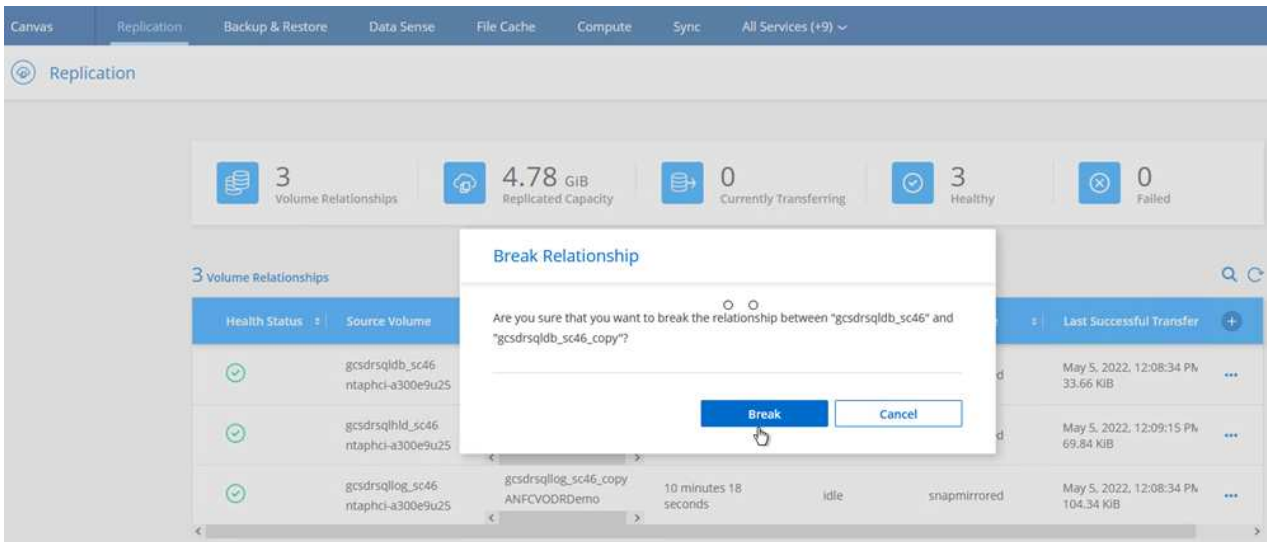 Canvas Replication Backup & Restore Data Sense File Cache Compute Sync All Services (+9)
Replication
3 4.78 GiB 0 3 0
Volume Relationships Replicated Capacity Currently Transferring Healthy Failed
Break Relationship
3 Volume Relationships
Are you sure that you want to break the relationship between "gcsdrsqldb_sc46" and
"gcsdrsqldb_sc46_copy"?
Health Status Source Volume Last Successful Transfer
gcsdrsqldb_sc46 May 5, 2022, 12:08:34 PM
ntaphci-a300e9u25 33.66 KiB
Break Cancel
gcsdrsqlhld_sc46 May 5, 2022, 12:09:15 PM
ntaphci-a300e9u25 69.84 KiB
gcsdrsqllog_sc46 gcsdrsqllog_sc46_copy 10 minutes 18 idle snapmirrored May 5, 2022, 12:08:34 PM
ntaphci-a300e9u25 ANFCVODRDemo seconds 104.34 KiB